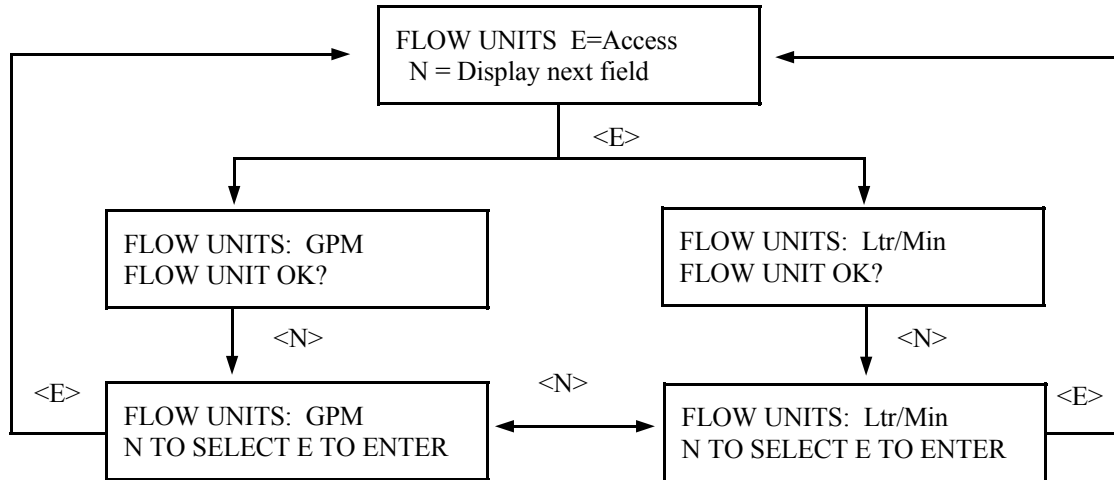 FLOW UNITS E=Access
N = Display next field
<E>
FLOW UNITS: GPM
FLOW UNIT OK?
FLOW UNITS: Ltr/Min
FLOW UNIT OK?
<N>
<N>
<E>
<N>
<E>
FLOW UNITS: GPM
N TO SELECT E TO ENTER
FLOW UNITS: Ltr/Min
N TO SELECT E TO ENTER